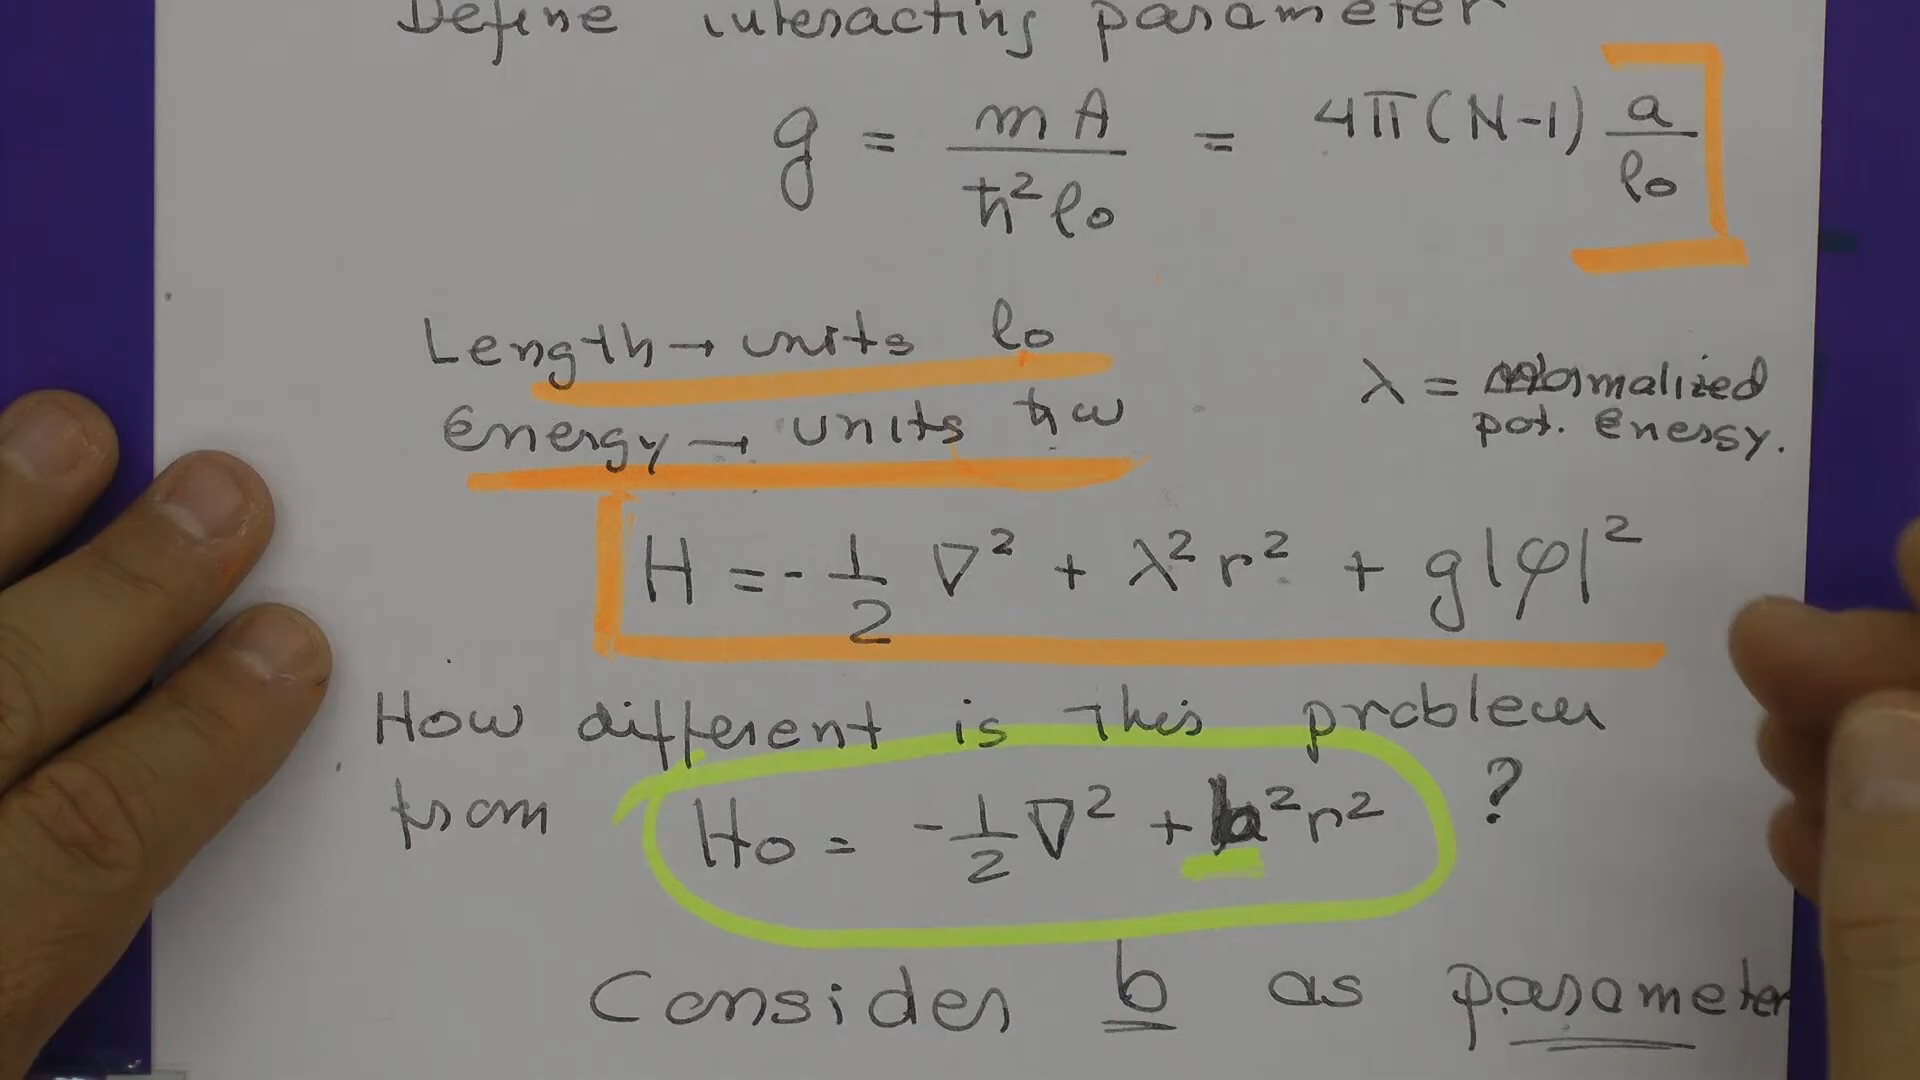 Define interacting parameter
g = mA / ħ²ℓ₀ = 4π(N-1) a / ℓ₀
Length → units ℓ₀
Energy → units ħω
λ = normalized
pot. Energy.
H = - 1/2 ∇² + λ²r² + g|φ|²
How different is this problem
from H₀ = - 1/2 ∇² + b²r² ?
Consider b as parameter